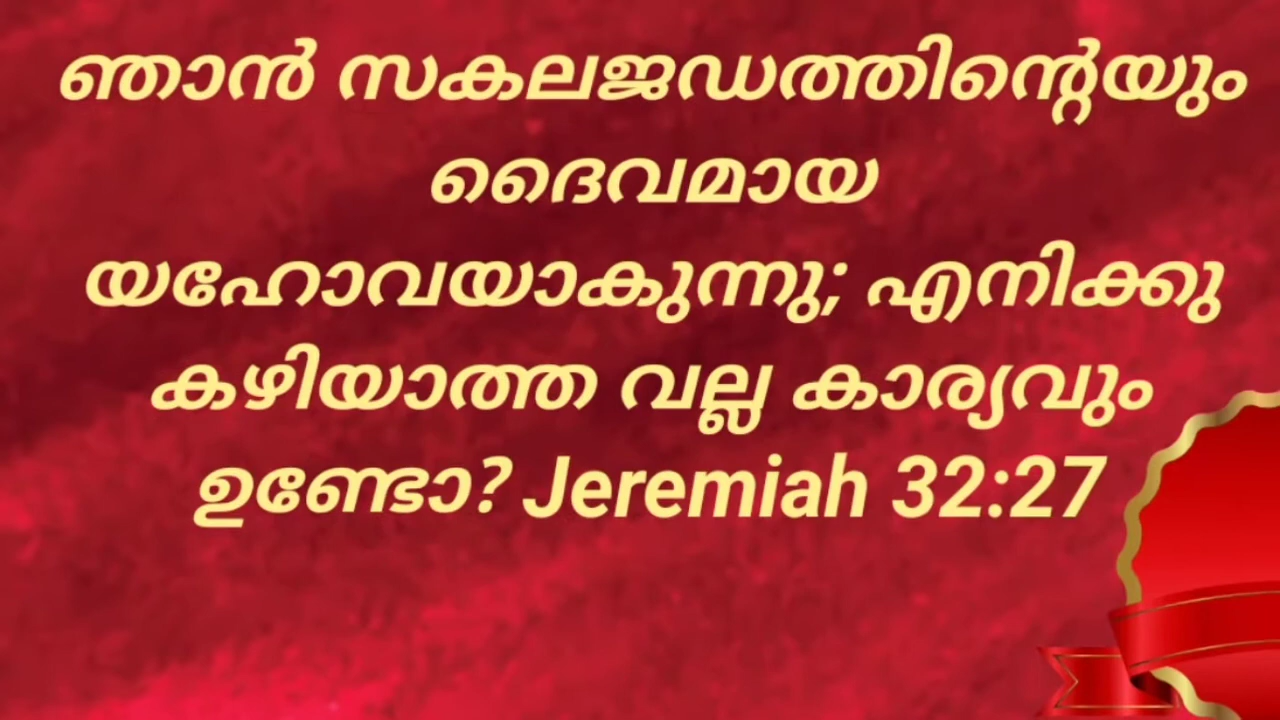 ഞാൻ സകലജഡത്തിന്റെയും
ദൈവമായ
യഹോവയാകുന്നു; എനിക്കു
കഴിയാത്ത വല്ല കാര്യവും
ഉണ്ടോ? Jeremiah 32:27